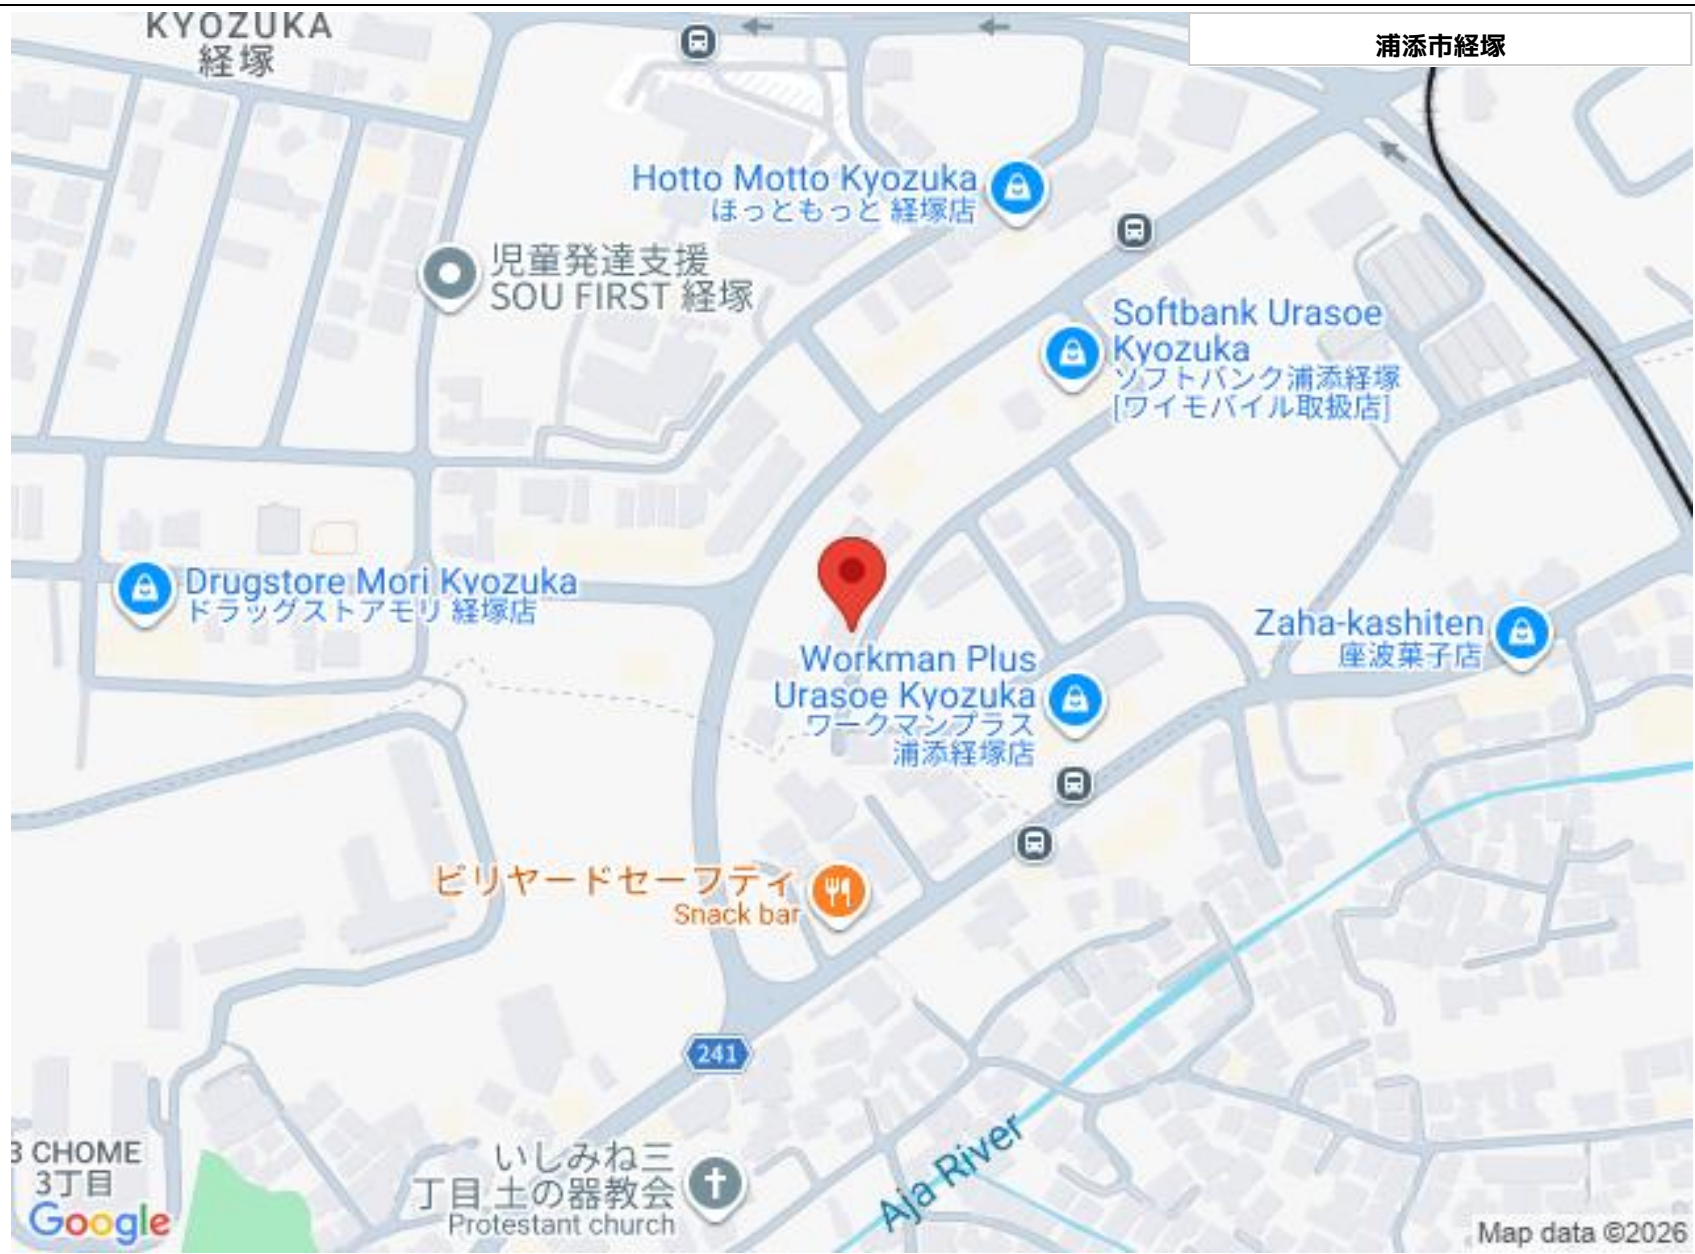 KYOZUKA
経塚
浦添市経塚
Hotto Motto Kyozuka
ほっともっと 経塚店
児童発達支援
SOU FIRST 経塚
Softbank Urasoe
Kyozuka
ソフトバンク浦添経塚
[ワイモバイル取扱店]
Drugstore Mori Kyozuka
ドラッグストアモリ 経塚店
Zaha-kashiten
座波菓子店
Workman Plus
Urasoe Kyozuka
ワークマンプラス
浦添経塚店
ビリヤードセーフティ
Snack bar
241
Aja River
いしみね三
丁目 土の器教会
Protestant church
3 CHOME
3丁目
Google
Map data ©2026